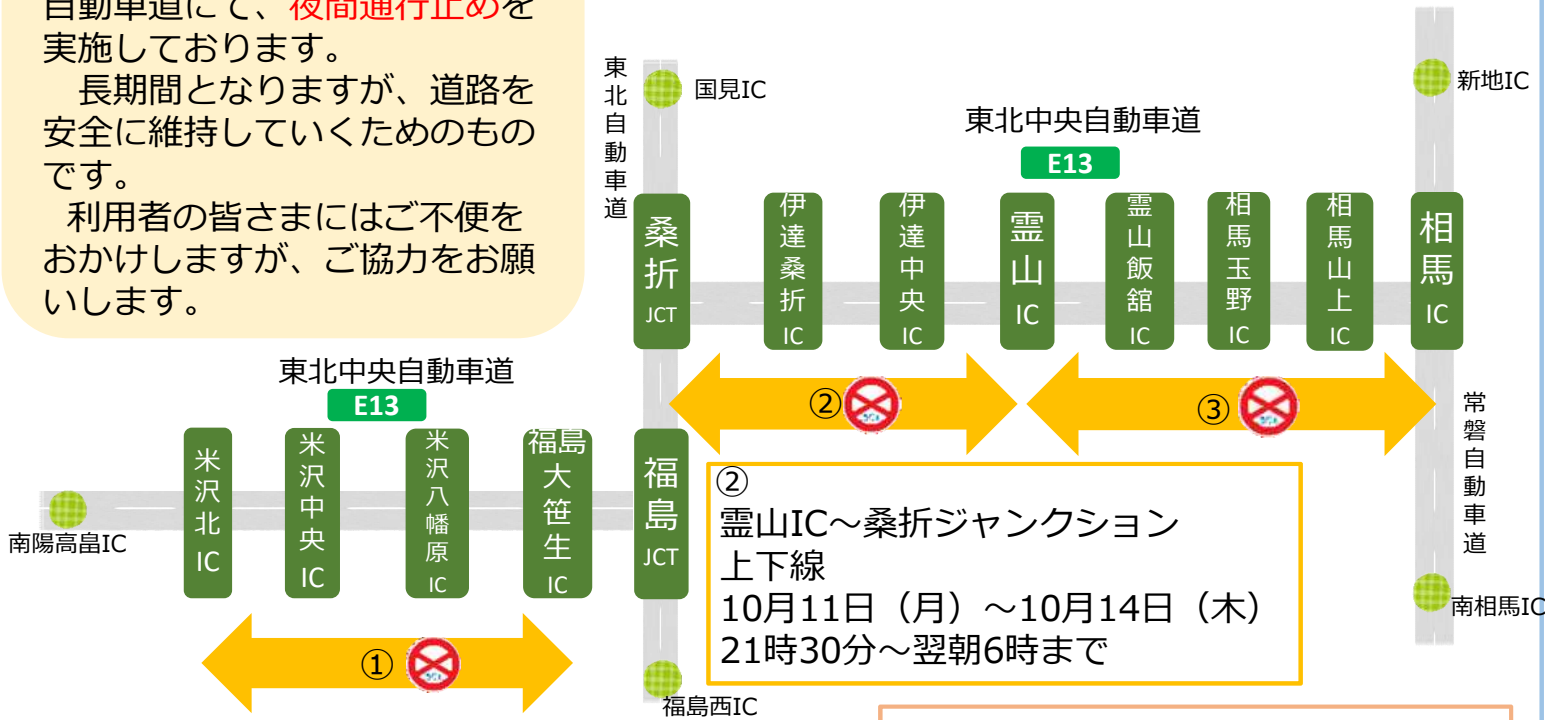 自動車道にて、夜間通行止めを
実施しております。
長期間となりますが、道路を
安全に維持していくためのもの
です。
利用者の皆さまにはご不便を
おかけしますが、ご協力をお願
いします。
東北自動車道
国見IC
東北中央自動車道
E13
新地IC
桑折JCT
伊達桑折IC
伊達中央IC
霊山IC
霊山飯舘IC
相馬玉野IC
相馬山上IC
相馬IC
②
③
常磐自動車道
南相馬IC
東北中央自動車道
E13
南陽高畠IC
米沢北IC
米沢中央IC
米沢八幡原IC
福島大笹生IC
福島JCT
①
福島西IC
②
霊山IC～桑折ジャンクション
上下線
10月11日（月）～10月14日（木）
21時30分～翌朝6時まで